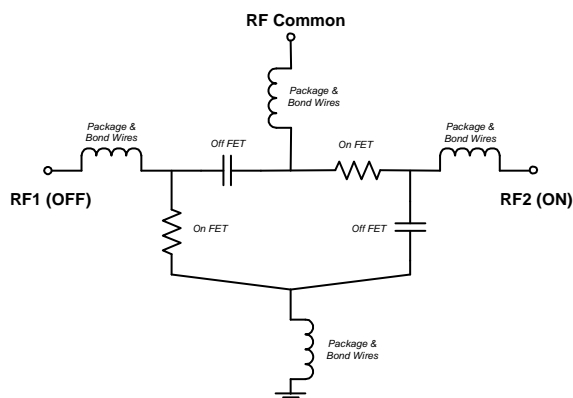 RF Common
Package &
Bond Wires
Package &
Bond Wires
Off FET
On FET
Package &
Bond Wires
RF1 (OFF)
RF2 (ON)
On FET
Off FET
Package &
Bond Wires